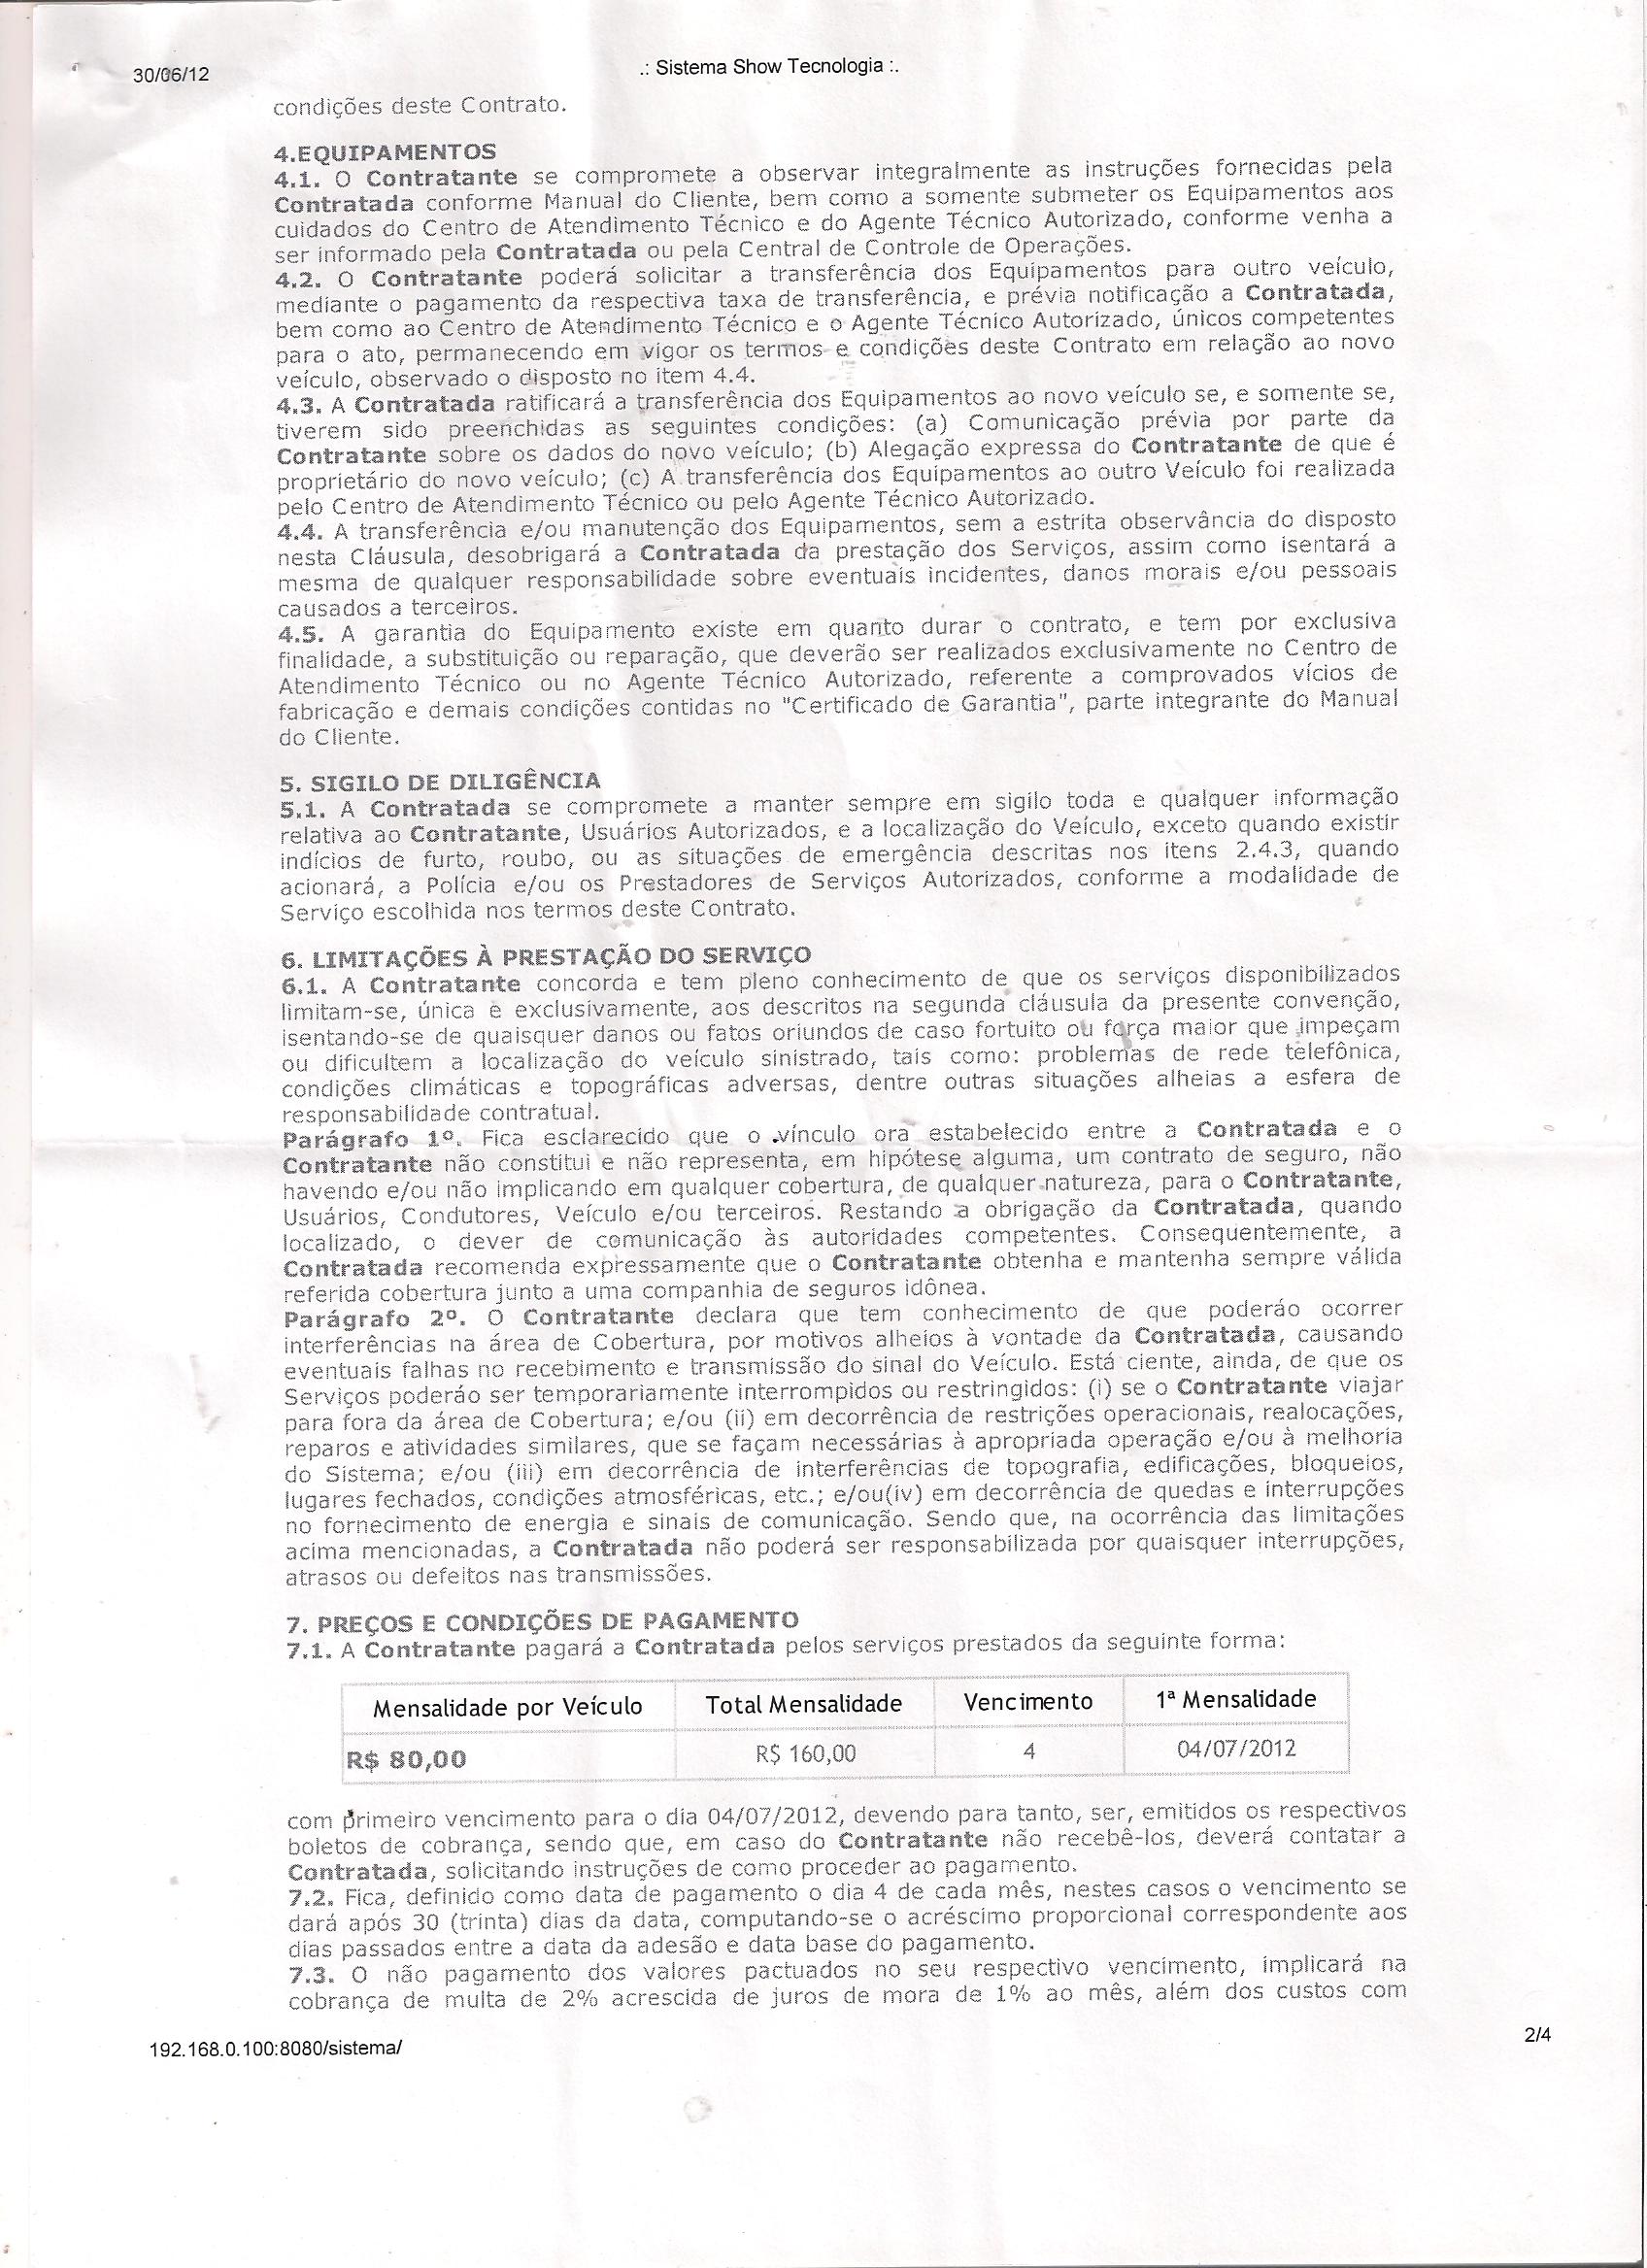 30/06/12
.: Sistema Show Tecnologia :.
condições deste Contrato.
4.EQUIPAMENTOS
4.1. O Contratante se compromete a observar integralmente as instruções fornecidas pela
Contratada conforme Manual do Cliente, bem como a somente submeter os Equipamentos aos
cuidados do Centro de Atendimento Técnico e do Agente Técnico Autorizado, conforme venha a
ser informado pela Contratada ou pela Central de Controle de Operações.
4.2. O Contratante poderá solicitar a transferência dos Equipamentos para outro veículo,
mediante o pagamento da respectiva taxa de transferência, e prévia notificação a Contratada,
bem como ao Centro de Atendimento Técnico e o Agente Técnico Autorizado, únicos competentes
para o ato, permanecendo em vigor os termos e condições deste Contrato em relação ao novo
veículo, observado o disposto no item 4.4.
4.3. A Contratada ratificará a transferência dos Equipamentos ao novo veículo se, e somente se,
tiverem sido preenchidas as seguintes condições: (a) Comunicação prévia por parte da
Contratante sobre os dados do novo veículo; (b) Alegação expressa do Contratante de que é
proprietário do novo veículo; (c) A transferência dos Equipamentos ao outro Veículo foi realizada
pelo Centro de Atendimento Técnico ou pelo Agente Técnico Autorizado.
4.4. A transferência e/ou manutenção dos Equipamentos, sem a estrita observância do disposto
nesta Cláusula, desobrigará a Contratada da prestação dos Serviços, assim como isentará a
mesma de qualquer responsabilidade sobre eventuais incidentes, danos morais e/ou pessoais
causados a terceiros.
4.5. A garantia do Equipamento existe em quanto durar o contrato, e tem por exclusiva
finalidade, a substituição ou reparação, que deverão ser realizados exclusivamente no Centro de
Atendimento Técnico ou no Agente Técnico Autorizado, referente a comprovados vícios de
fabricação e demais condições contidas no "Certificado de Garantia", parte integrante do Manual
do Cliente.
5. SIGILO DE DILIGÊNCIA
5.1. A Contratada se compromete a manter sempre em sigilo toda e qualquer informação
relativa ao Contratante, Usuários Autorizados, e a localização do Veículo, exceto quando existir
indícios de furto, roubo, ou as situações de emergência descritas nos itens 2.4.3, quando
acionará, a Polícia e/ou os Prestadores de Serviços Autorizados, conforme a modalidade de
Serviço escolhida nos termos deste Contrato.
6. LIMITAÇÕES À PRESTAÇÃO DO SERVIÇO
6.1. A Contratante concorda e tem pleno conhecimento de que os serviços disponibilizados
limitam-se, única e exclusivamente, aos descritos na segunda cláusula da presente convenção,
isentando-se de quaisquer danos ou fatos oriundos de caso fortuito ou força maior que impeçam
ou dificultem a localização do veículo sinistrado, tais como: problemas de rede telefônica,
condições climáticas e topográficas adversas, dentre outras situações alheias a esfera de
responsabilidade contratual.
Parágrafo 1º. Fica esclarecido que o vínculo ora estabelecido entre a Contratada e o
Contratante não constitui e não representa, em hipótese alguma, um contrato de seguro, não
havendo e/ou não implicando em qualquer cobertura, de qualquer natureza, para o Contratante,
Usuários, Condutores, Veículo e/ou terceiros. Restando a obrigação da Contratada, quando
localizado, o dever de comunicação às autoridades competentes. Consequentemente, a
Contratada recomenda expressamente que o Contratante obtenha e mantenha sempre válida
referida cobertura junto a uma companhia de seguros idônea.
Parágrafo 2º. O Contratante declara que tem conhecimento de que poderáo ocorrer
interferências na área de Cobertura, por motivos alheios à vontade da Contratada, causando
eventuais falhas no recebimento e transmissão do sinal do Veículo. Está ciente, ainda, de que os
Serviços poderáo ser temporariamente interrompidos ou restringidos: (i) se o Contratante viajar
para fora da área de Cobertura; e/ou (ii) em decorrência de restrições operacionais, realocações,
reparos e atividades similares, que se façam necessárias à apropriada operação e/ou à melhoria
do Sistema; e/ou (iii) em decorrência de interferências de topografia, edificações, bloqueios,
lugares fechados, condições atmosféricas, etc.; e/ou(iv) em decorrência de quedas e interrupções
no fornecimento de energia e sinais de comunicação. Sendo que, na ocorrência das limitações
acima mencionadas, a Contratada não poderá ser responsabilizada por quaisquer interrupções,
atrasos ou defeitos nas transmissões.
7. PREÇOS E CONDIÇÕES DE PAGAMENTO
7.1. A Contratante pagará a Contratada pelos serviços prestados da seguinte forma:
Mensalidade por Veículo Total Mensalidade Vencimento 1ª Mensalidade
R$ 80,00 R$ 160,00 4 04/07/2012
com primeiro vencimento para o dia 04/07/2012, devendo para tanto, ser, emitidos os respectivos
boletos de cobrança, sendo que, em caso do Contratante não recebê-los, deverá contatar a
Contratada, solicitando instruções de como proceder ao pagamento.
7.2. Fica, definido como data de pagamento o dia 4 de cada mês, nestes casos o vencimento se
dará após 30 (trinta) dias da data, computando-se o acréscimo proporcional correspondente aos
dias passados entre a data da adesão e data base do pagamento.
7.3. O não pagamento dos valores pactuados no seu respectivo vencimento, implicará na
cobrança de multa de 2% acrescida de juros de mora de 1% ao mês, além dos custos com
192.168.0.100:8080/sistema/
2/4